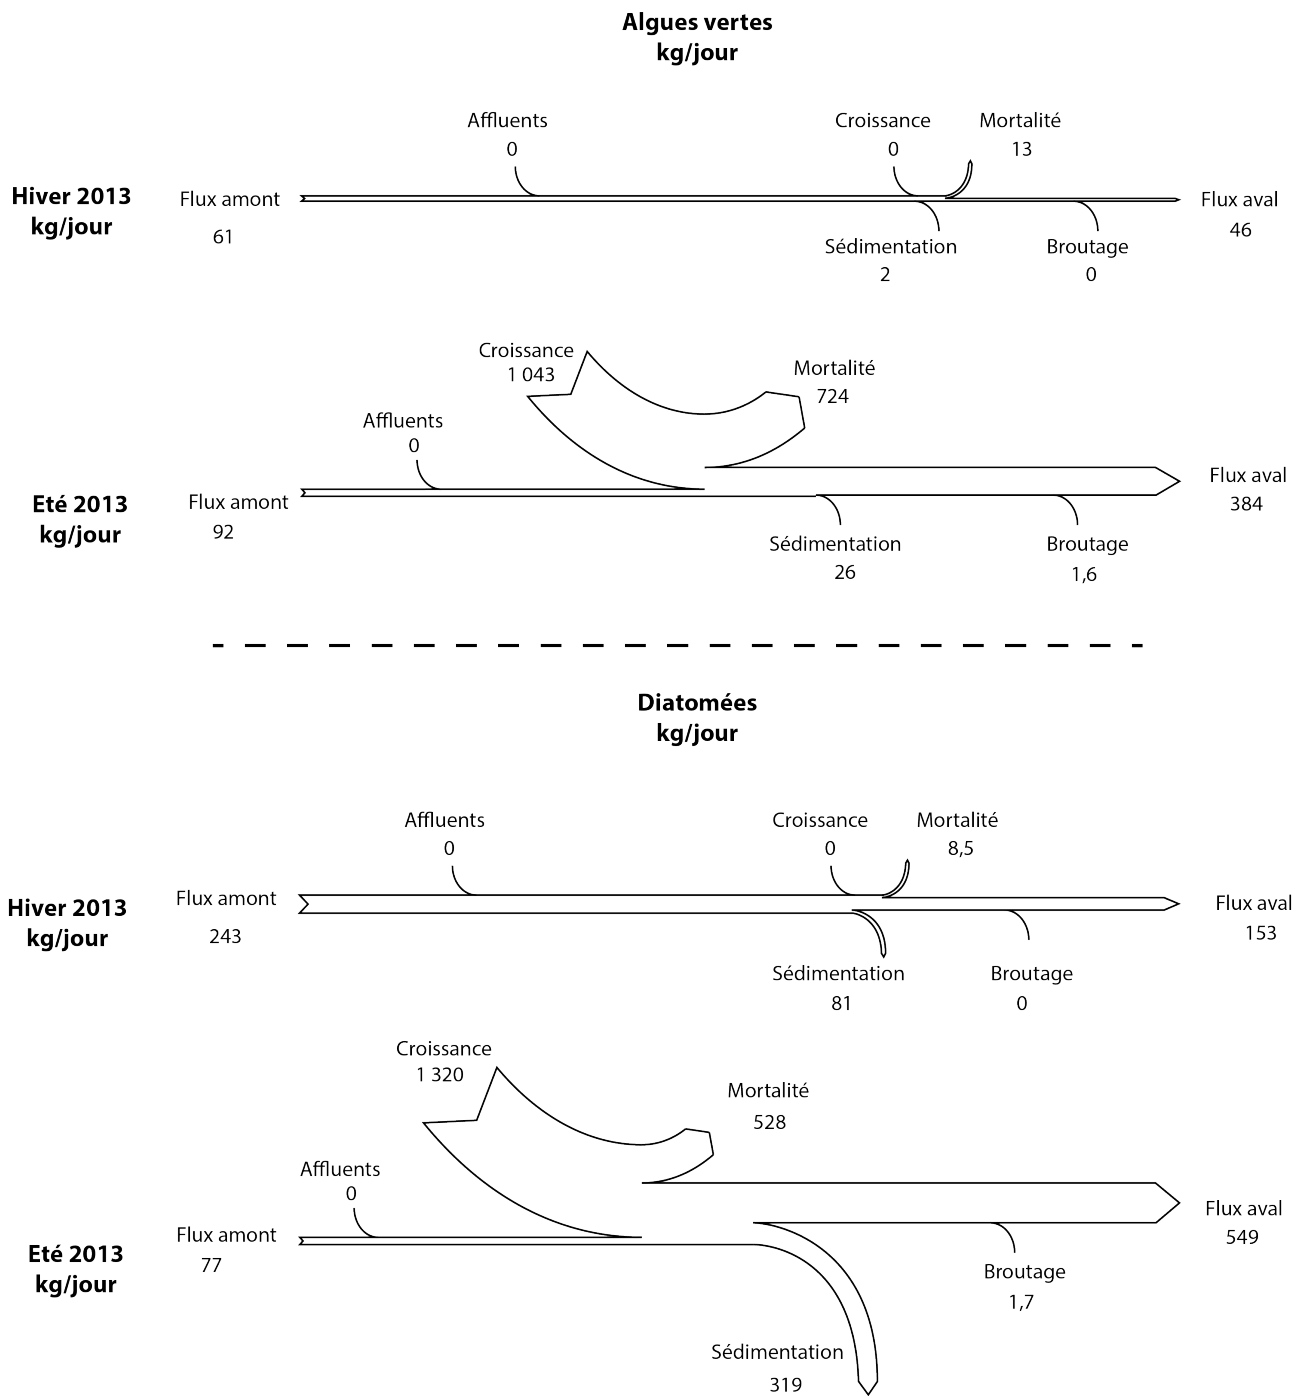 Algues vertes
kg/jour
Affluents
0
Croissance
0
Mortalité
13
Hiver 2013
kg/jour
Flux amont
61
Flux aval
46
Sédimentation
2
Broutage
0
Croissance
1 043
Mortalité
724
Affluents
0
Eté 2013
kg/jour
Flux amont
92
Flux aval
384
Sédimentation
26
Broutage
1,6
Diatomées
kg/jour
Affluents
0
Croissance
0
Mortalité
8,5
Hiver 2013
kg/jour
Flux amont
243
Flux aval
153
Sédimentation
81
Broutage
0
Croissance
1 320
Mortalité
528
Affluents
0
Eté 2013
kg/jour
Flux amont
77
Flux aval
549
Broutage
1,7
Sédimentation
319